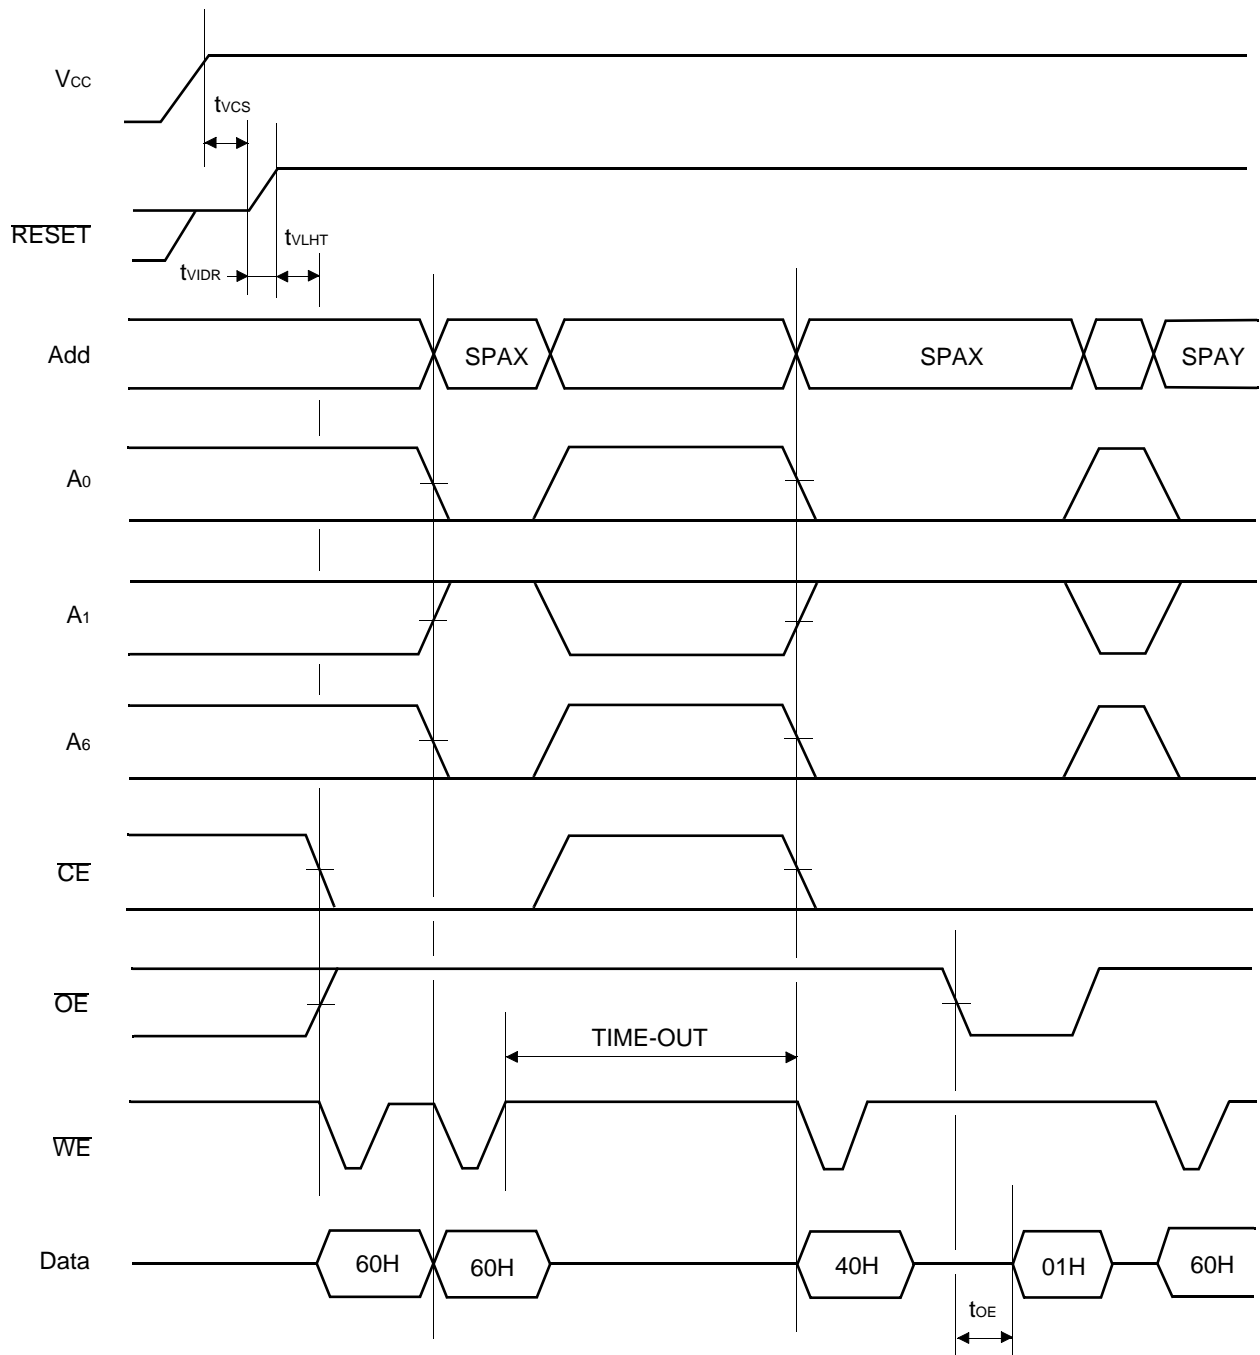 VCC
tVCS
RESET
tVLHT
tVIDR
Add SPAX SPAX SPAY
A0
A1
A6
CE
OE
TIME-OUT
WE
Data 60H 60H 40H 01H 60H
tOE